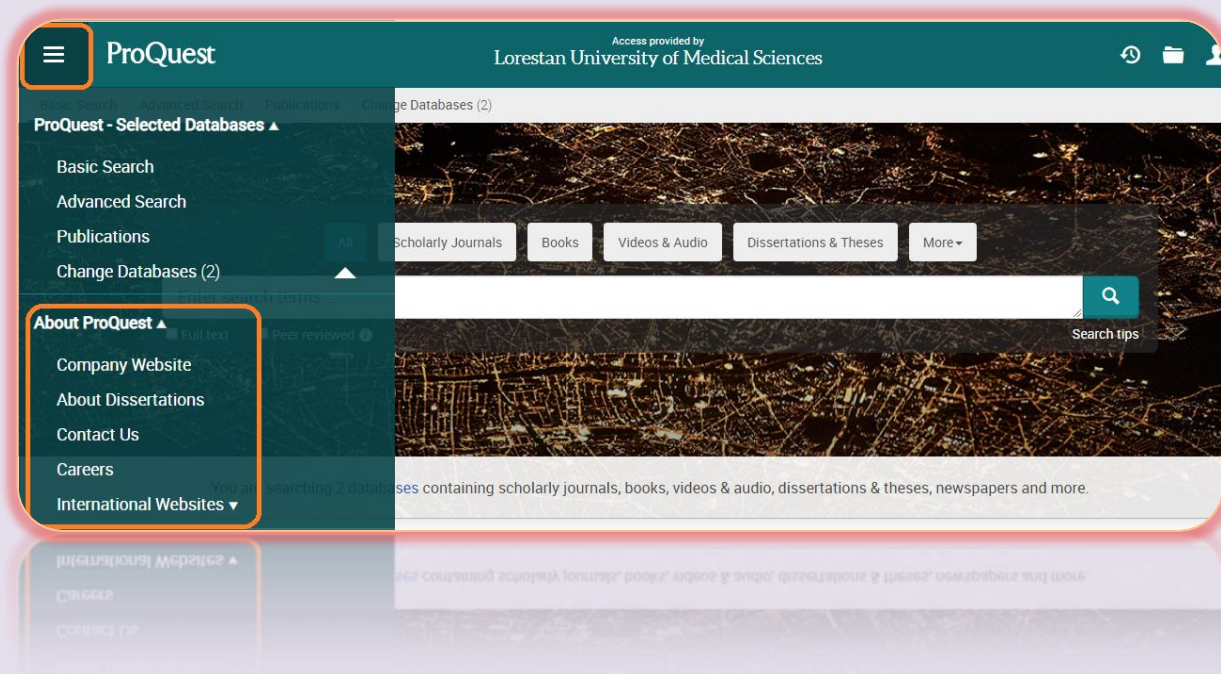 ProQuest
Access provided by
Lorestan University of Medical Sciences
Basic Search Advanced Search Publications Change Databases (2)
ProQuest - Selected Databases ▲
Basic Search
Advanced Search
Publications
Change Databases (2)
All Scholarly Journals Books Videos & Audio Dissertations & Theses More
Enter search terms
Full text Peer reviewed
Search tips
About ProQuest ▲
Company Website
About Dissertations
Contact Us
Careers
International Websites ▼
You are searching 2 databases containing scholarly journals, books, videos & audio, dissertations & theses, newspapers and more.